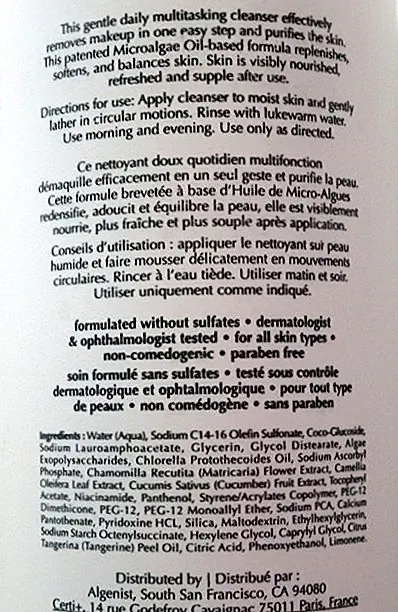 This gentle daily multitasking cleanser effectively
removes makeup in one easy step and purifies the skin.
This patented Microalgae Oil-based formula replenishes,
softens, and balances skin. Skin is visibly nourished,
refreshed and supple after use.
Directions for use: Apply cleanser to moist skin and gently
lather in circular motions. Rinse with lukewarm water.
Use morning and evening. Use only as directed.
Ce nettoyant doux quotidien multifonction
démaquille efficacement en un seul geste et purifie la peau.
Cette formule brevetée à base d'Huile de Micro-Algues
redensifie, adoucit et équilibre la peau, elle est visiblement
nourrie, plus fraîche et plus souple après application.
Conseils d'utilisation : appliquer le nettoyant sur peau
humide et faire mousser délicatement en mouvements
circulaires. Rincer à l'eau tiède. Utiliser matin et soir.
Utiliser uniquement comme indiqué.
formulated without sulfates • dermatologist
& ophthalmologist tested • for all skin types •
non-comedogenic • paraben free
soin formulé sans sulfates • testé sous contrôle
dermatologique et ophtalmologique • pour tout type
de peaux • non comédogène • sans paraben
Ingredients : Water (Aqua), Sodium C14-16 Olefin Sulfonate, Coco-Glucoside,
Sodium Lauroamphoacetate, Glycerin, Glycol Distearate, Algae
Exopolysaccharides, Chlorella Protothecoides Oil, Sodium Ascorbyl
Phosphate, Chamomilla Recutita (Matricaria) Flower Extract, Camellia
Oleifera Leaf Extract, Cucumis Sativus (Cucumber) Fruit Extract, Tocopheryl
Acetate, Niacinamide, Panthenol, Styrene/Acrylates Copolymer, PEG-12
Dimethicone, PEG-12, PEG-12 Monoallyl Ether, Sodium PCA, Calcium
Pantothenate, Pyridoxine HCL, Silica, Maltodextrin, Ethylhexylglycerin,
Sodium Starch Octenylsuccinate, Hexylene Glycol, Caprylyl Glycol, Citrus
Tangerina (Tangerine) Peel Oil, Citric Acid, Phenoxyethanol, Limonene.
Distributed by | Distribué par :
Algenist, South San Francisco, CA 94080
Certi+, 14 rue Godefroy Cavaignac 75011 Paris, France